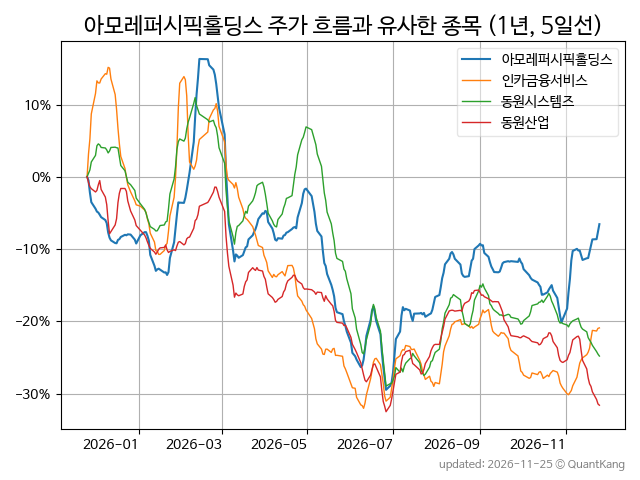 아모레퍼시픽홀딩스 주가 흐름과 유사한 종목 (1년, 5일선)
아모레퍼시픽홀딩스
인카금융서비스
동원시스템즈
동원산업
10%
0%
-10%
-20%
-30%
2026-01
2026-03
2026-05
2026-07
2026-09
2026-11
updated: 2026-11-25 © QuantKang